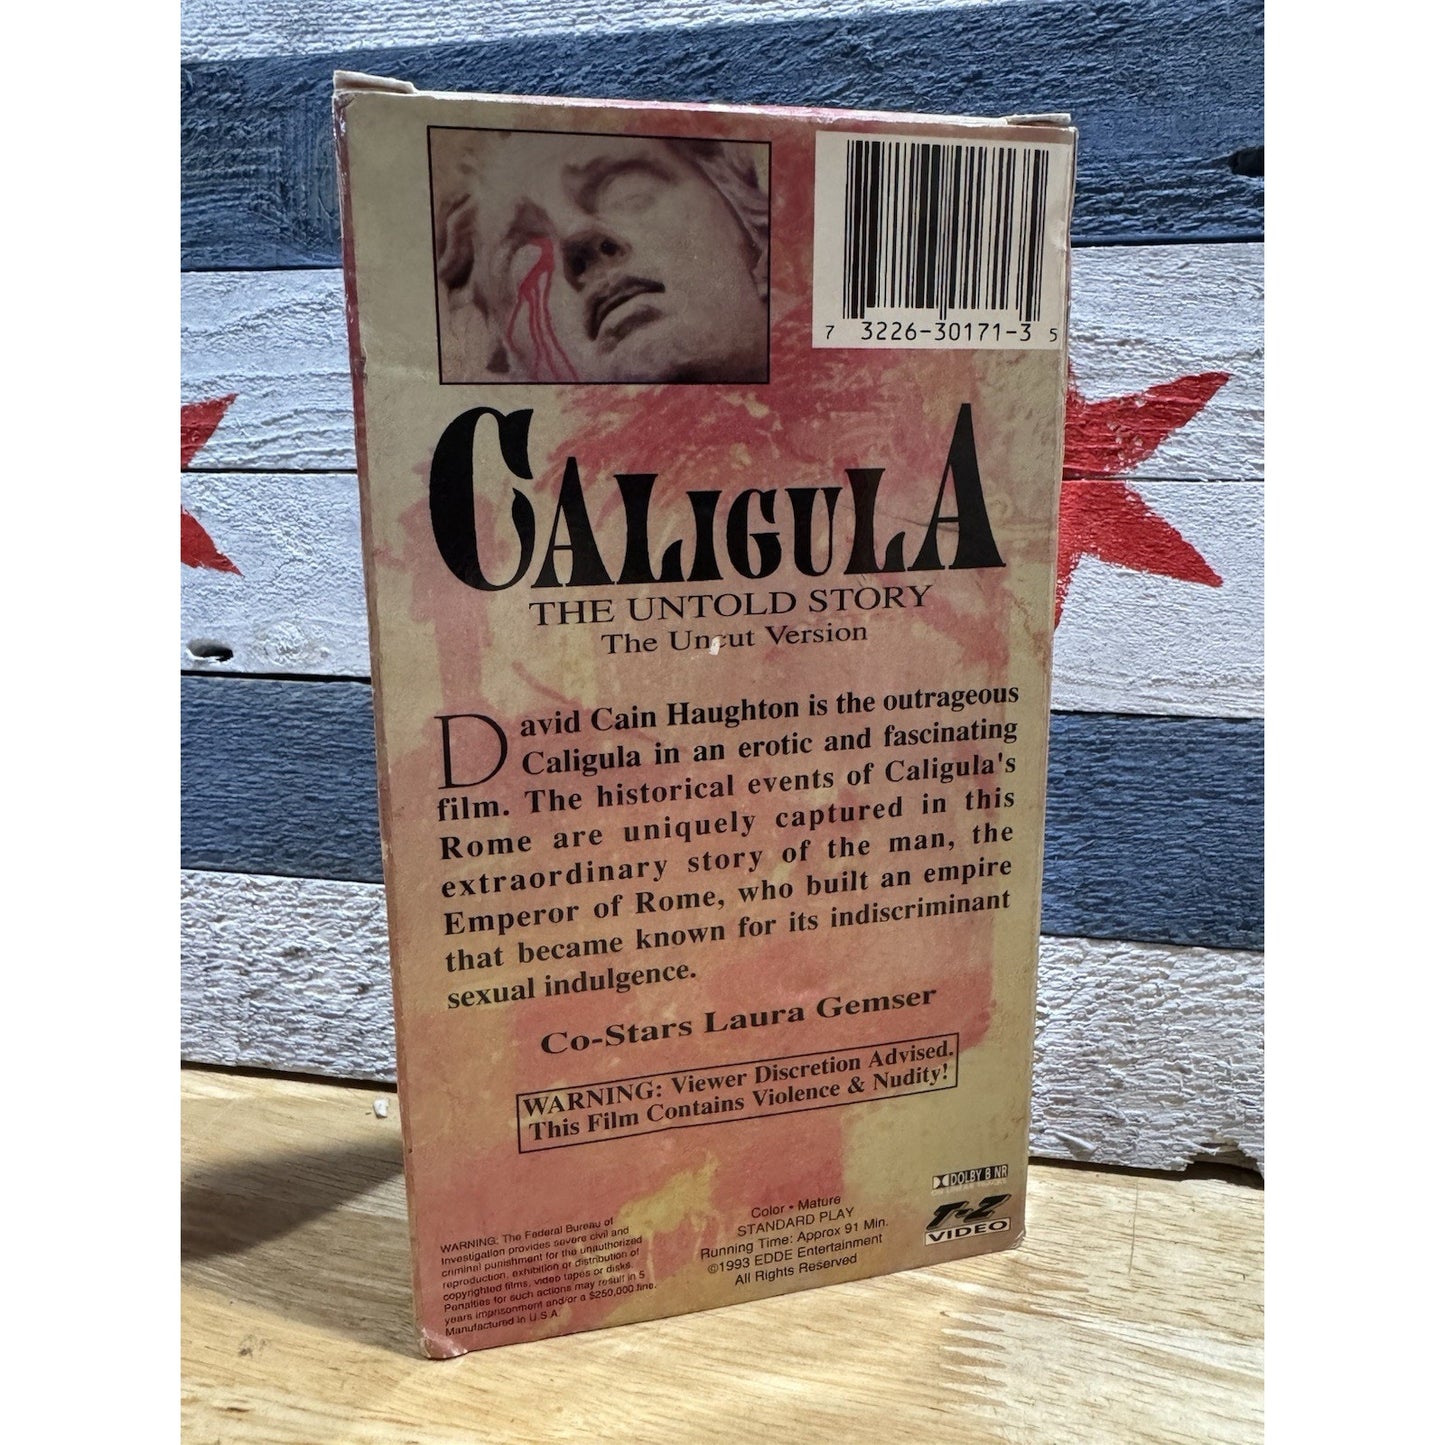 7 3226-30171-3 5
CALIGULA
THE UNTOLD STORY
The Uncut Version
David Cain Haughton is the outrageous
Caligula in an erotic and fascinating
film. The historical events of Caligula's
Rome are uniquely captured in this
extraordinary story of the man, the
Emperor of Rome, who built an empire
that became known for its indiscriminant
sexual indulgence.
Co-Stars Laura Gemser
WARNING: Viewer Discretion Advised.
This Film Contains Violence & Nudity!
WARNING: The Federal Bureau of
Investigation provides severe civil and
criminal punishment for the unauthorized
reproduction, exhibition or distribution of
copyrighted films, video tapes or disks.
Penalties for such actions may result in 5
years imprisonment and/or a $250,000 fine.
Manufactured in U.S.A.
Color • Mature
STANDARD PLAY
Running Time: Approx 91 Min.
©1993 EDDE Entertainment
All Rights Reserved
DOLBY B NR
T-Z
VIDEO